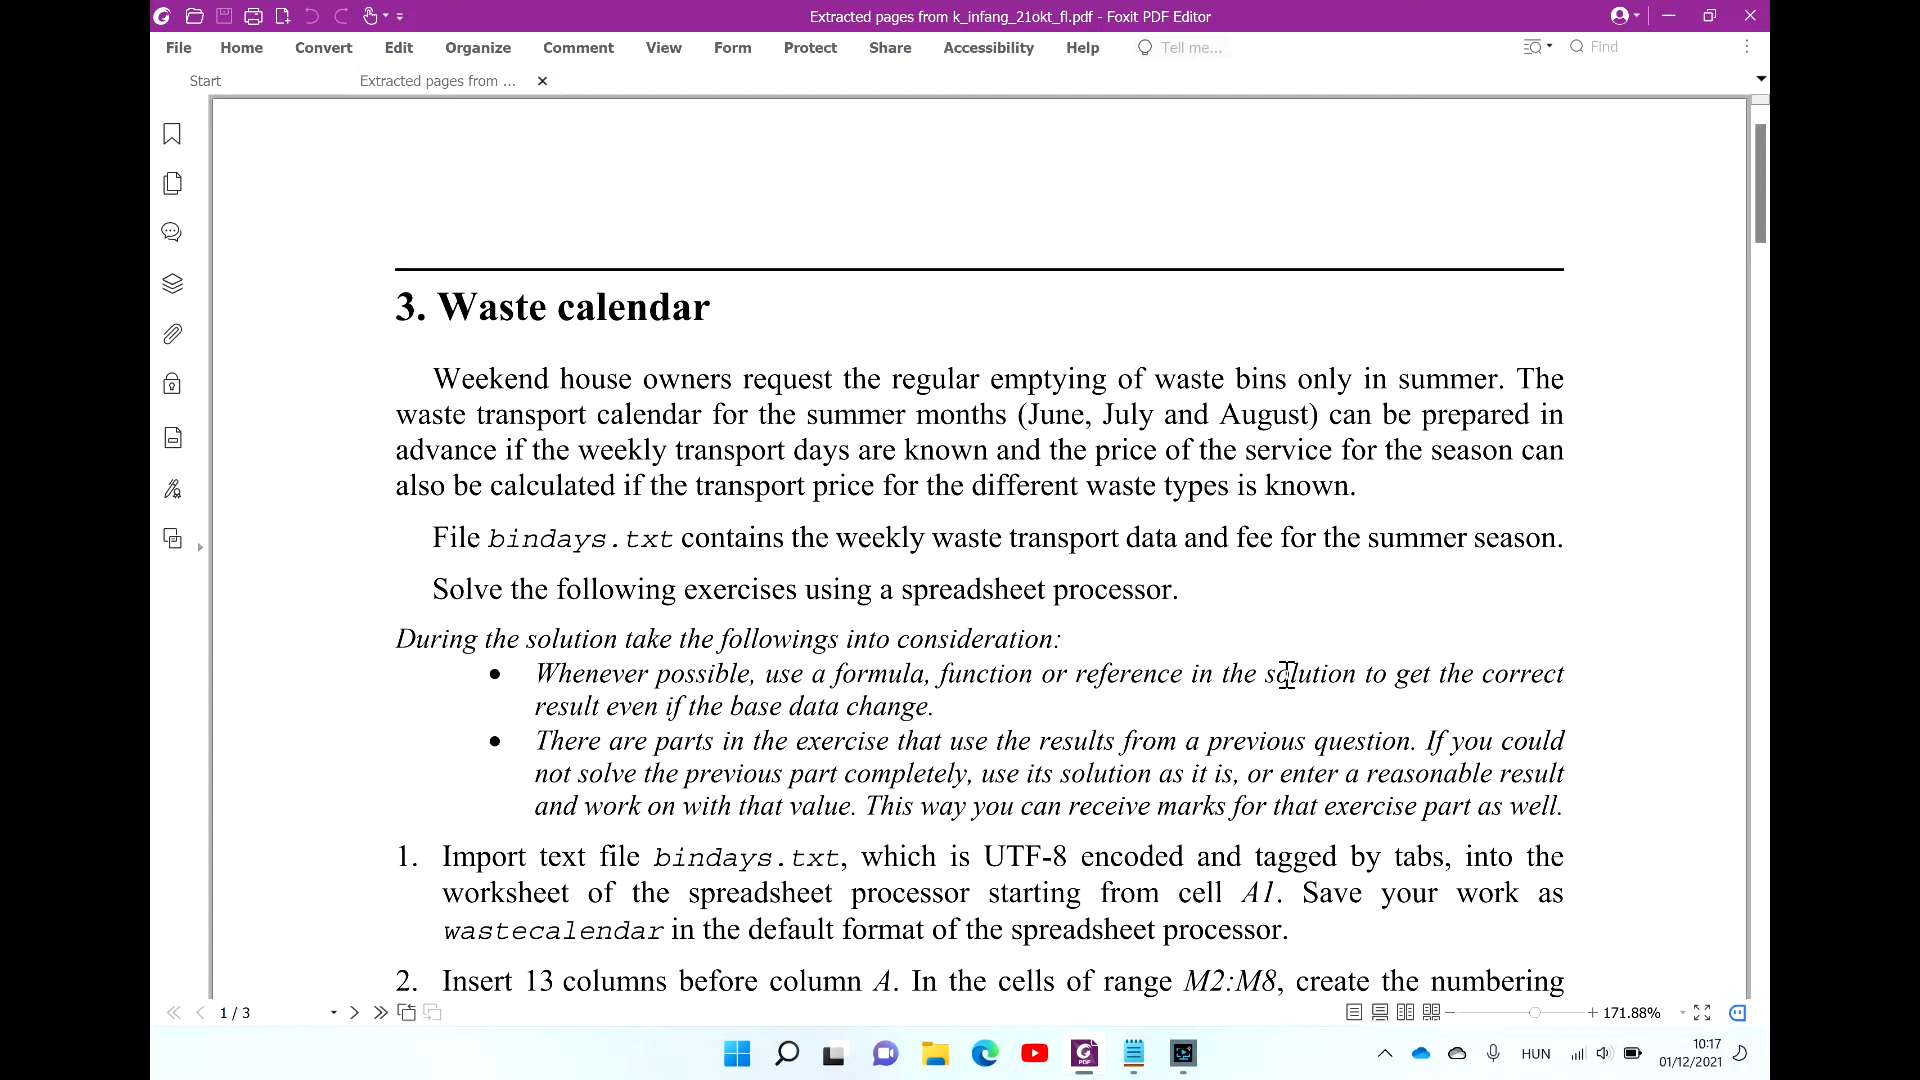 Extracted pages from k_infang_21okt_fl.pdf - Foxit PDF Editor
File Home Convert Edit Organize Comment View Form Protect Share Accessibility Help Tell me... Find
Start Extracted pages from ...
3. Waste calendar
Weekend house owners request the regular emptying of waste bins only in summer. The
waste transport calendar for the summer months (June, July and August) can be prepared in
advance if the weekly transport days are known and the price of the service for the season can
also be calculated if the transport price for the different waste types is known.
File bindays.txt contains the weekly waste transport data and fee for the summer season.
Solve the following exercises using a spreadsheet processor.
During the solution take the followings into consideration:
• Whenever possible, use a formula, function or reference in the solution to get the correct
result even if the base data change.
• There are parts in the exercise that use the results from a previous question. If you could
not solve the previous part completely, use its solution as it is, or enter a reasonable result
and work on with that value. This way you can receive marks for that exercise part as well.
1. Import text file bindays.txt, which is UTF-8 encoded and tagged by tabs, into the
worksheet of the spreadsheet processor starting from cell A1. Save your work as
wastecalendar in the default format of the spreadsheet processor.
2. Insert 13 columns before column A. In the cells of range M2:M8, create the numbering
1 / 3 171.88%
PDF HUN 10:17
01/12/2021